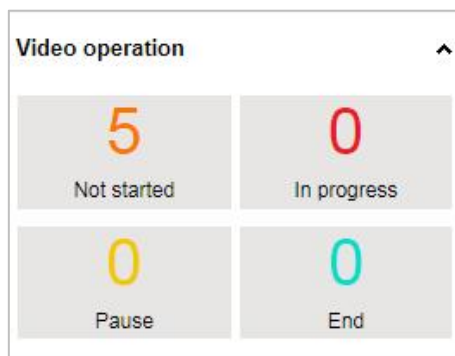 Video operation
5 0
Not started In progress
0 0
Pause End